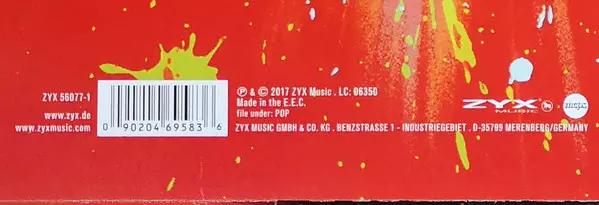 ZYX 56077-1
www.zyx.de
www.zyxmusic.com
0 90204 69583 6
℗ & © 2017 ZYX Music . LC: 06350
Made in the E.E.C.
file under: POP
ZYX MUSIC GMBH & CO. KG . BENZSTRASSE 1 - INDUSTRIEGEBIET . D-35799 MERENBERG/GERMANY
ZYX
MUSIC
mcps